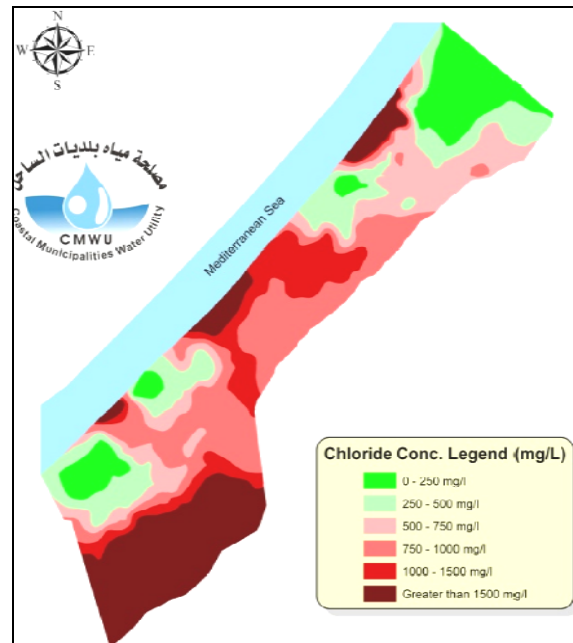 N
W E
S
مصلحة مياه بلديات الساحل
CMWU
Coastal Municipalities Water Utility
Mediterranean Sea
Chloride Conc. Legend (mg/L)
0 - 250 mg/l
250 - 500 mg/l
500 - 750 mg/l
750 - 1000 mg/l
1000 - 1500 mg/l
Greater than 1500 mg/l